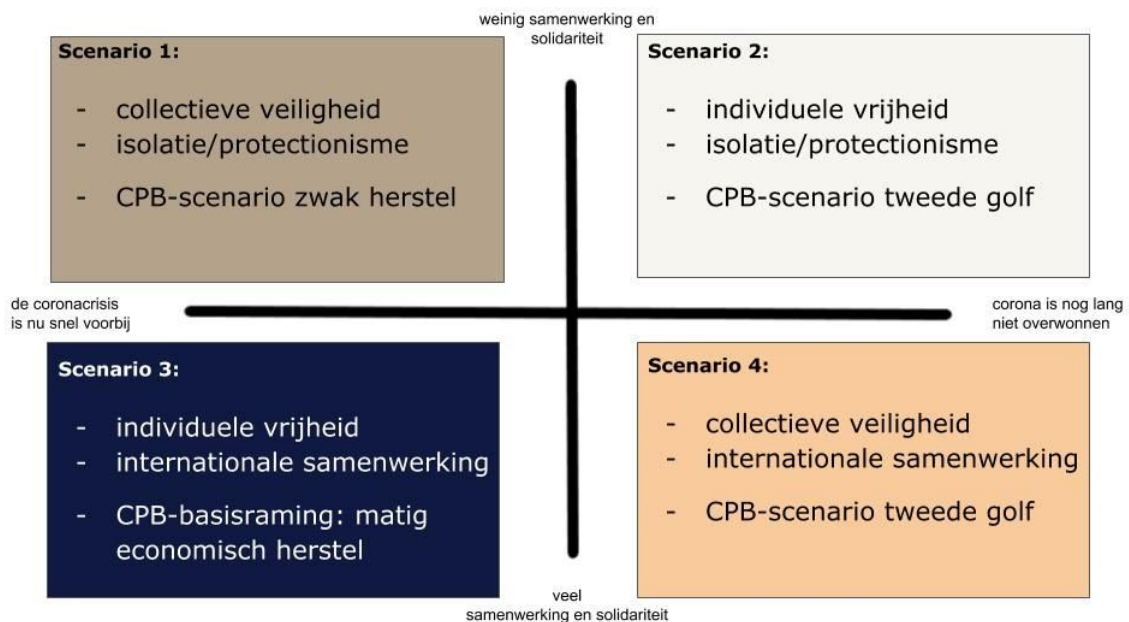 weinig samenwerking en
solidariteit
Scenario 1:
- collectieve veiligheid
- isolatie/protectionisme
- CPB-scenario zwak herstel
Scenario 2:
- individuele vrijheid
- isolatie/protectionisme
- CPB-scenario tweede golf
de coronacrisis
is nu snel voorbij
corona is nog lang
niet overwonnen
Scenario 3:
- individuele vrijheid
- internationale samenwerking
- CPB-basisraming: matig
economisch herstel
Scenario 4:
- collectieve veiligheid
- internationale samenwerking
- CPB-scenario tweede golf
veel
samenwerking en solidariteit